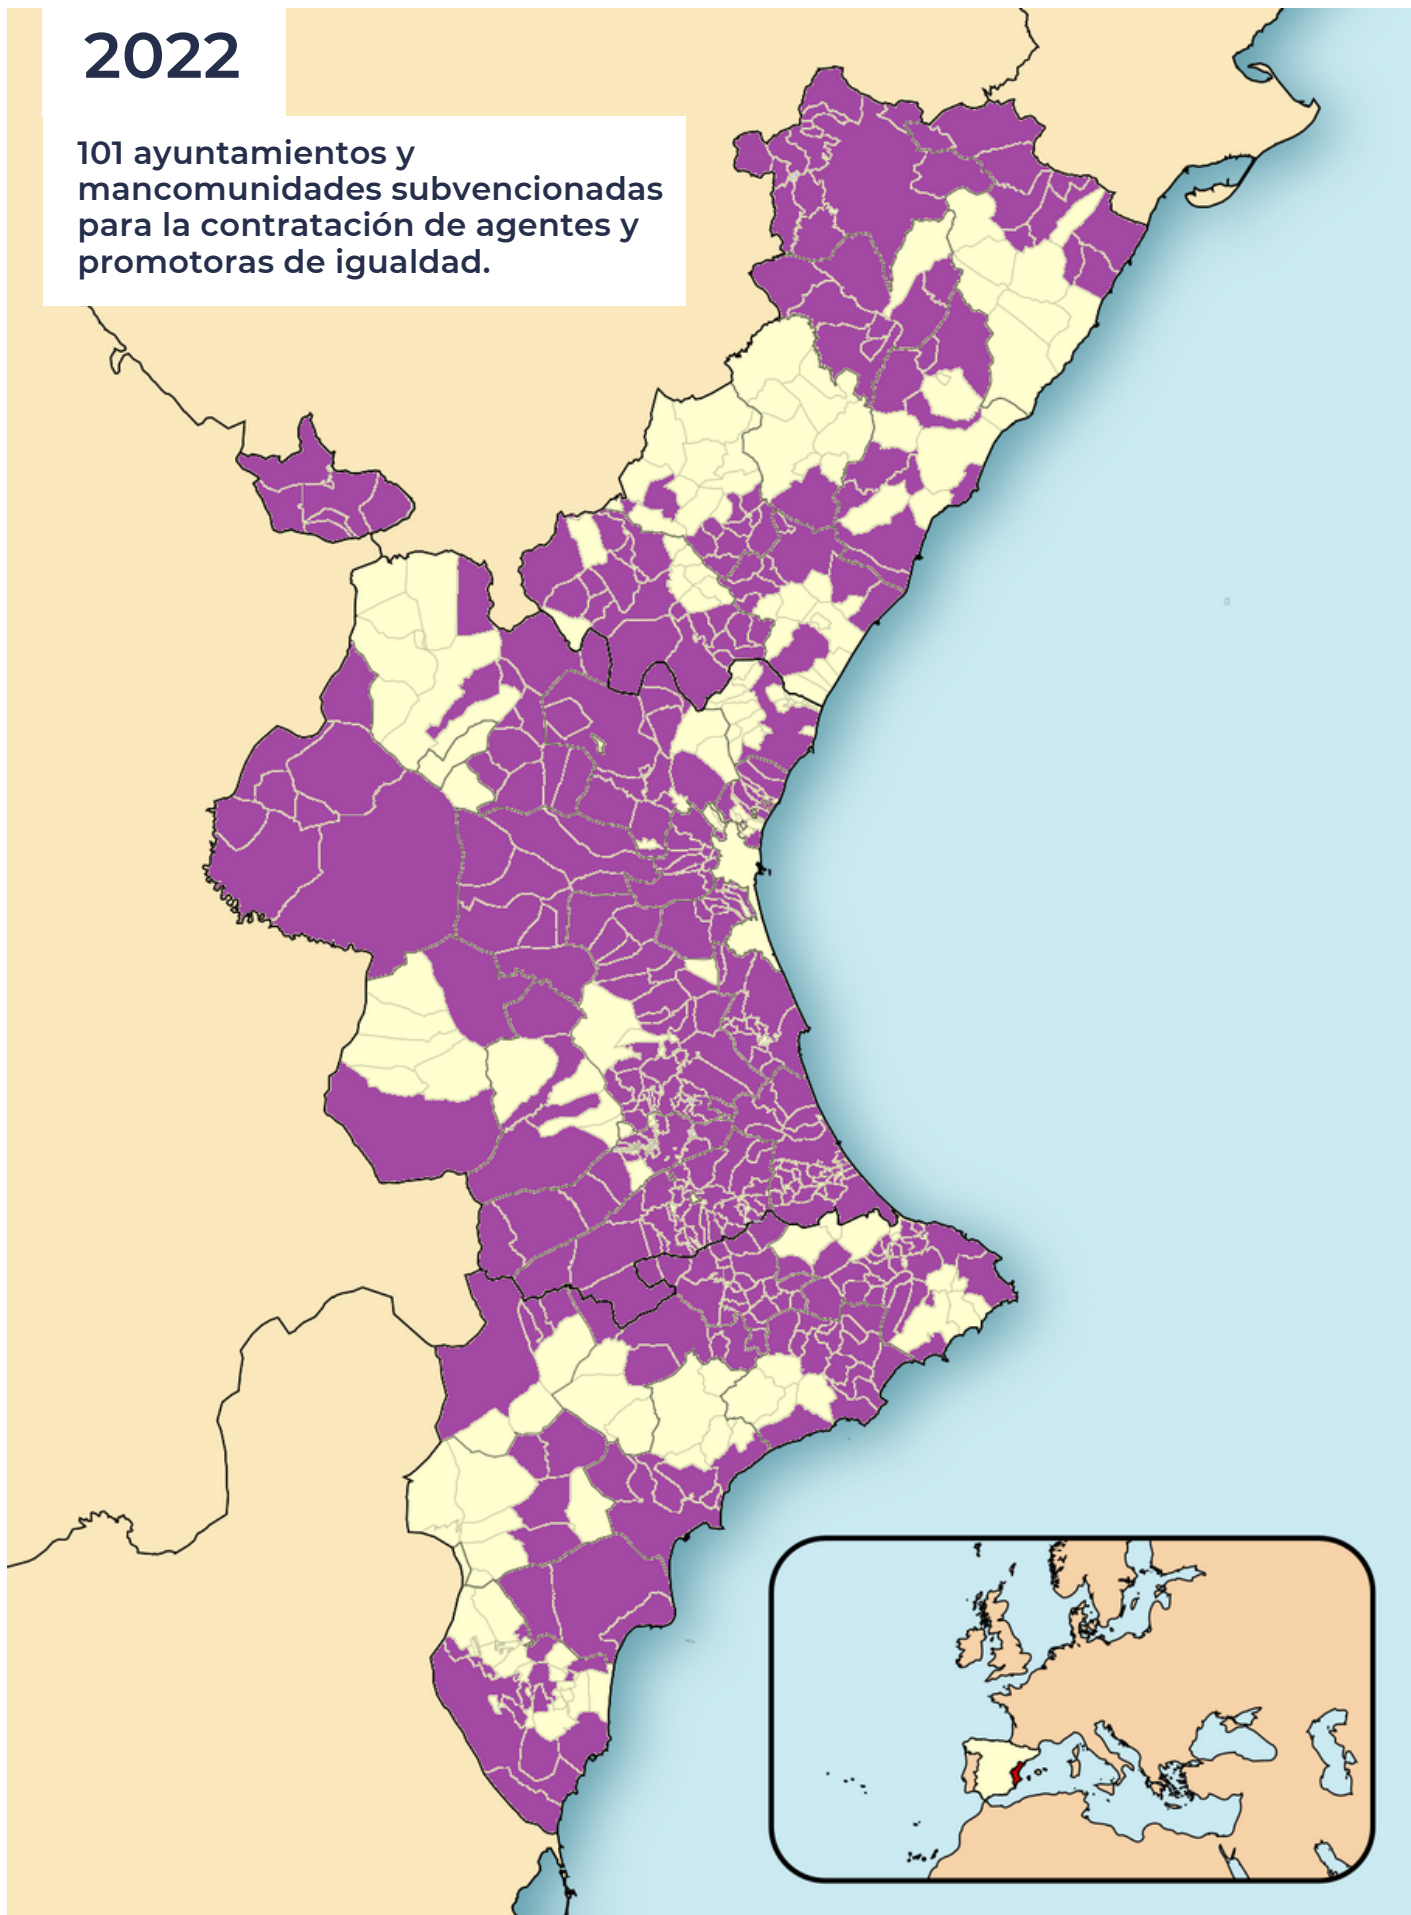 2022
101 ayuntamientos y
mancomunidades subvencionadas
para la contratación de agentes y
promotoras de igualdad.